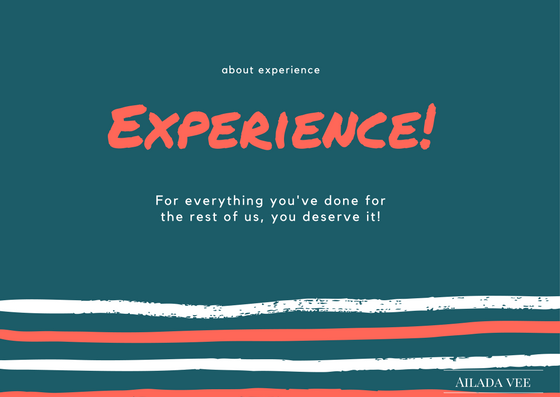 about experience
EXPERIENCE!
For everything you've done for
the rest of us, you deserve it!
AILADA VEE